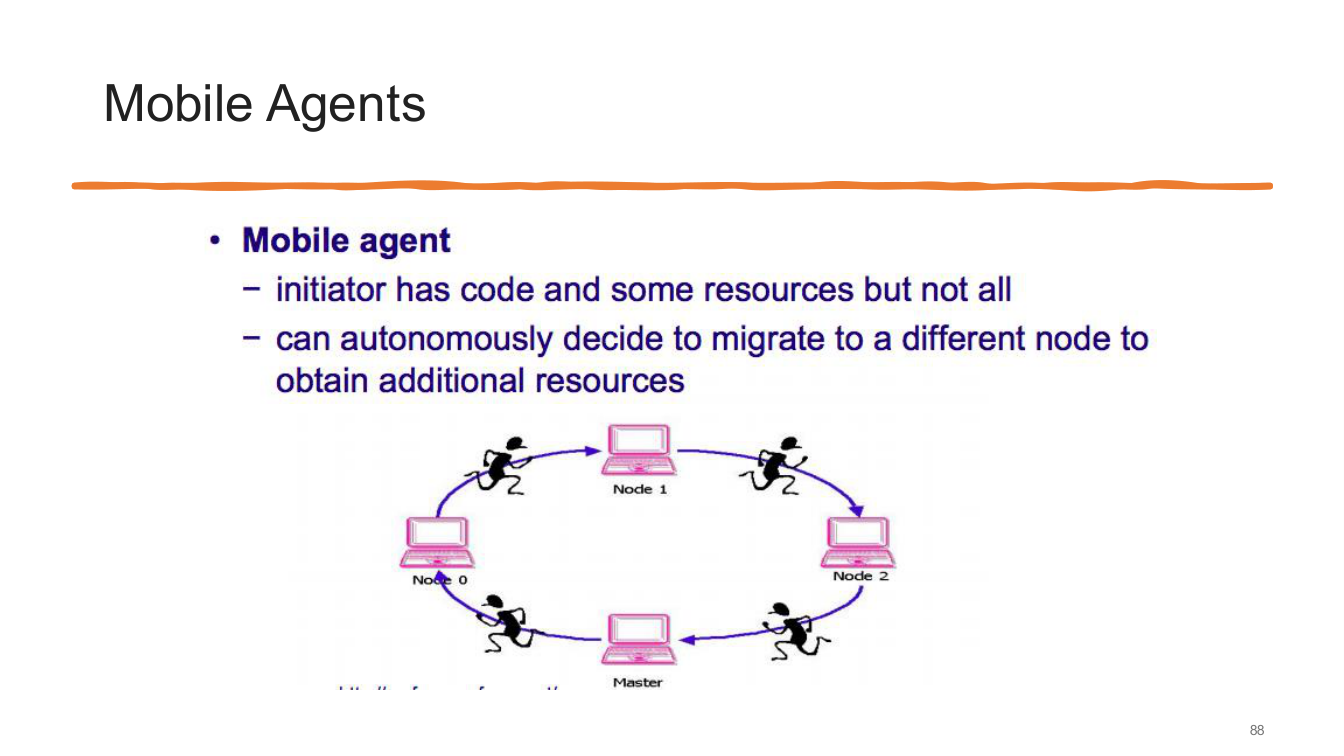 Mobile Agents
• Mobile agent
– initiator has code and some resources but not all
– can autonomously decide to migrate to a different node to
obtain additional resources
Node 1
Node 0
Node 2
Master
88